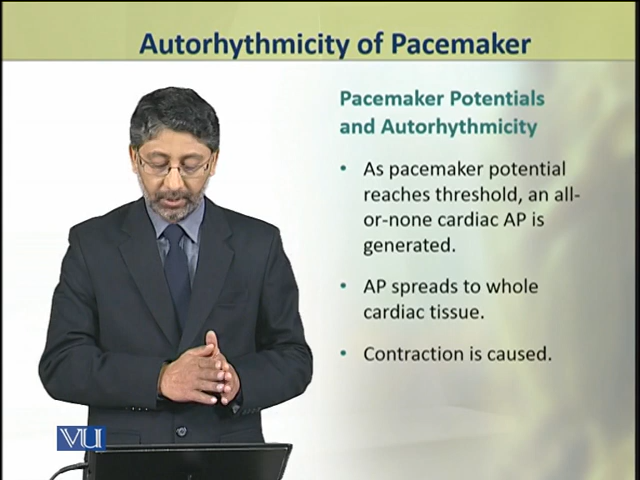 Autorhythmicity of Pacemaker
Pacemaker Potentials
and Autorhythmicity
• As pacemaker potential
reaches threshold, an all-
or-none cardiac AP is
generated.
• AP spreads to whole
cardiac tissue.
• Contraction is caused.
VU